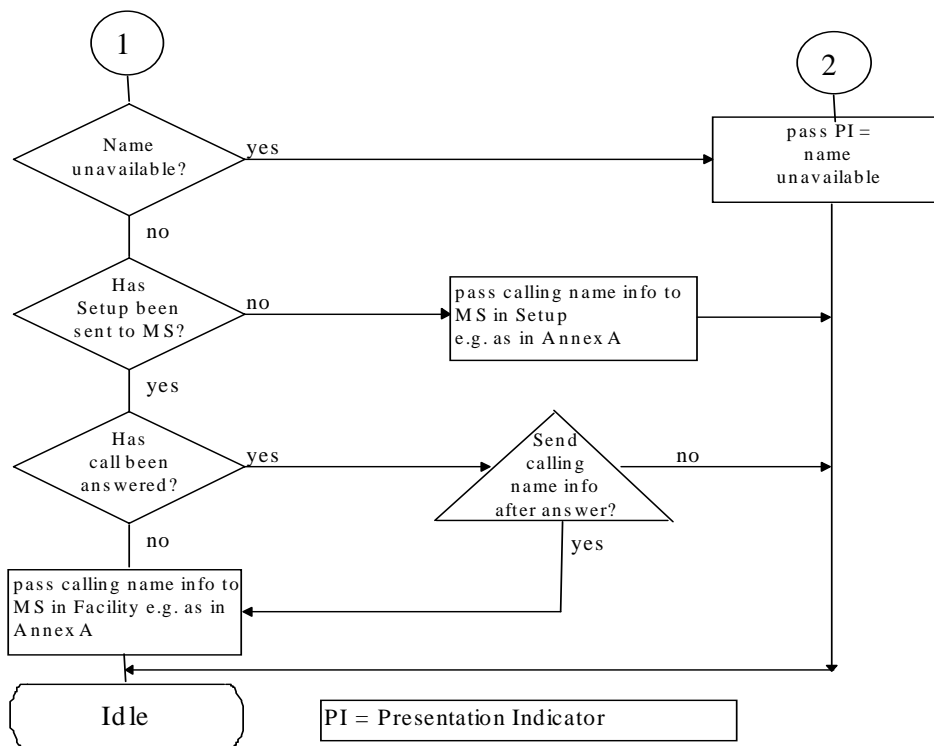 1
2
Name
unavailable?
yes
pass PI =
name
unavailable
no
Has
Setup been
sent to MS?
no
pass calling name info to
MS in Setup
e.g. as in Annex A
yes
Has
call been
answered?
yes
Send
calling
name info
after answer?
no
no
yes
pass calling name info to
MS in Facility e.g. as in
Annex A
Idle
PI = Presentation Indicator